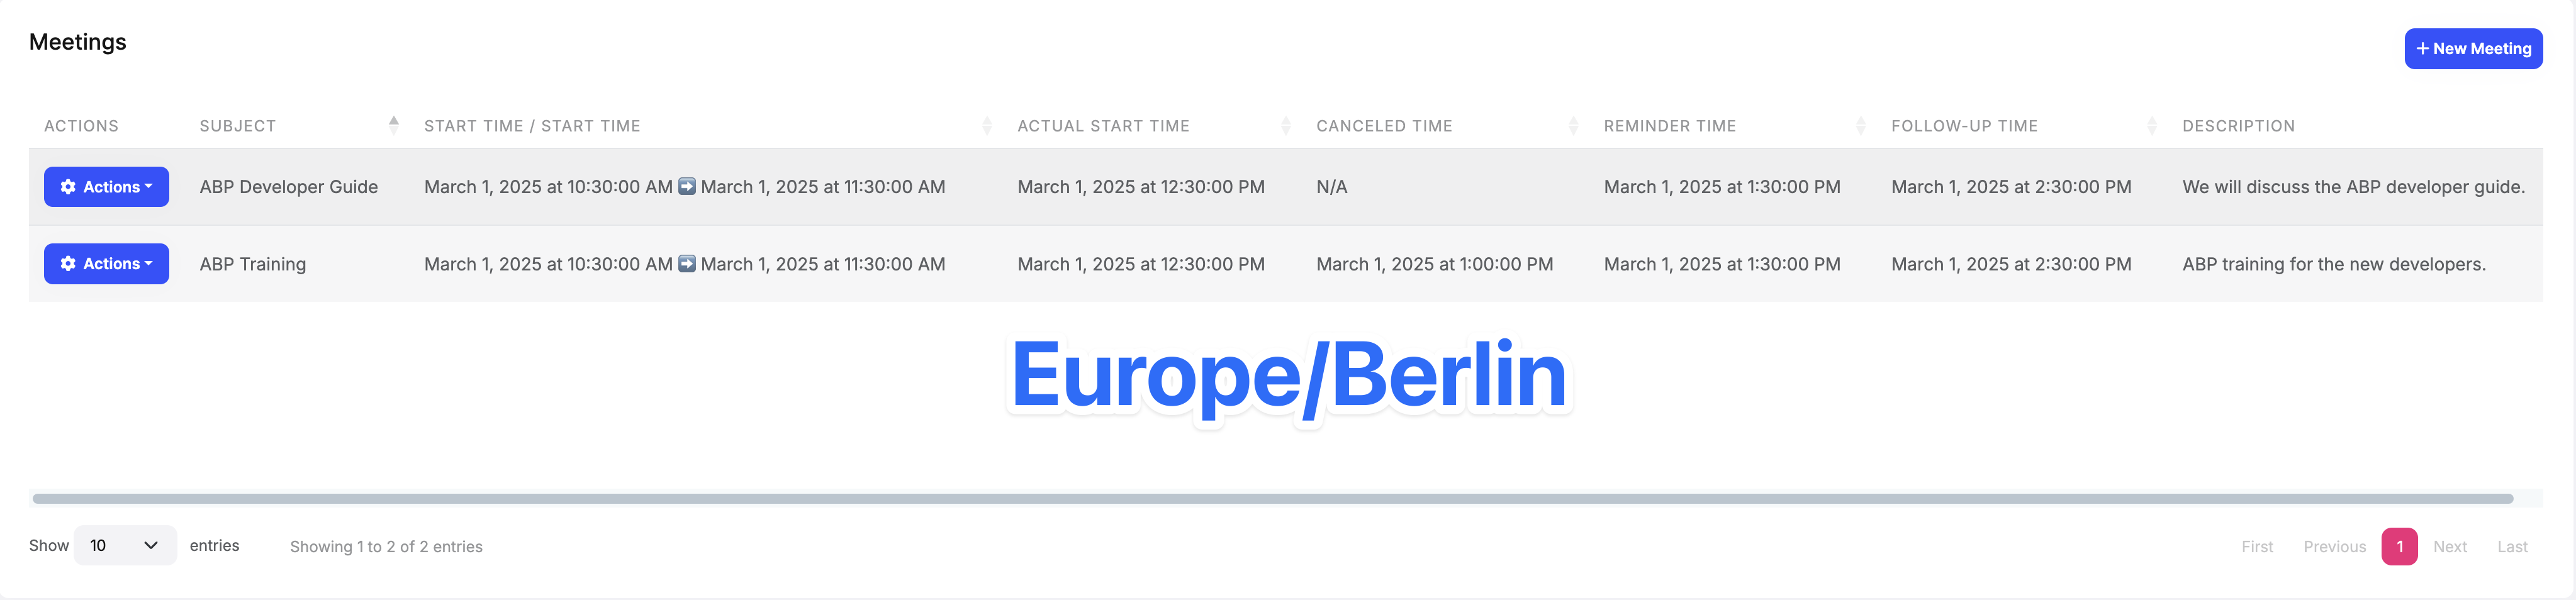 Meetings
+ New Meeting
ACTIONS SUBJECT START TIME / START TIME ACTUAL START TIME CANCELED TIME REMINDER TIME FOLLOW-UP TIME DESCRIPTION
Actions ABP Developer Guide March 1, 2025 at 10:30:00 AM ➡️ March 1, 2025 at 11:30:00 AM March 1, 2025 at 12:30:00 PM N/A March 1, 2025 at 1:30:00 PM March 1, 2025 at 2:30:00 PM We will discuss the ABP developer guide.
Actions ABP Training March 1, 2025 at 10:30:00 AM ➡️ March 1, 2025 at 11:30:00 AM March 1, 2025 at 12:30:00 PM March 1, 2025 at 1:00:00 PM March 1, 2025 at 1:30:00 PM March 1, 2025 at 2:30:00 PM ABP training for the new developers.
Europe/Berlin
Show 10 entries Showing 1 to 2 of 2 entries First Previous 1 Next Last